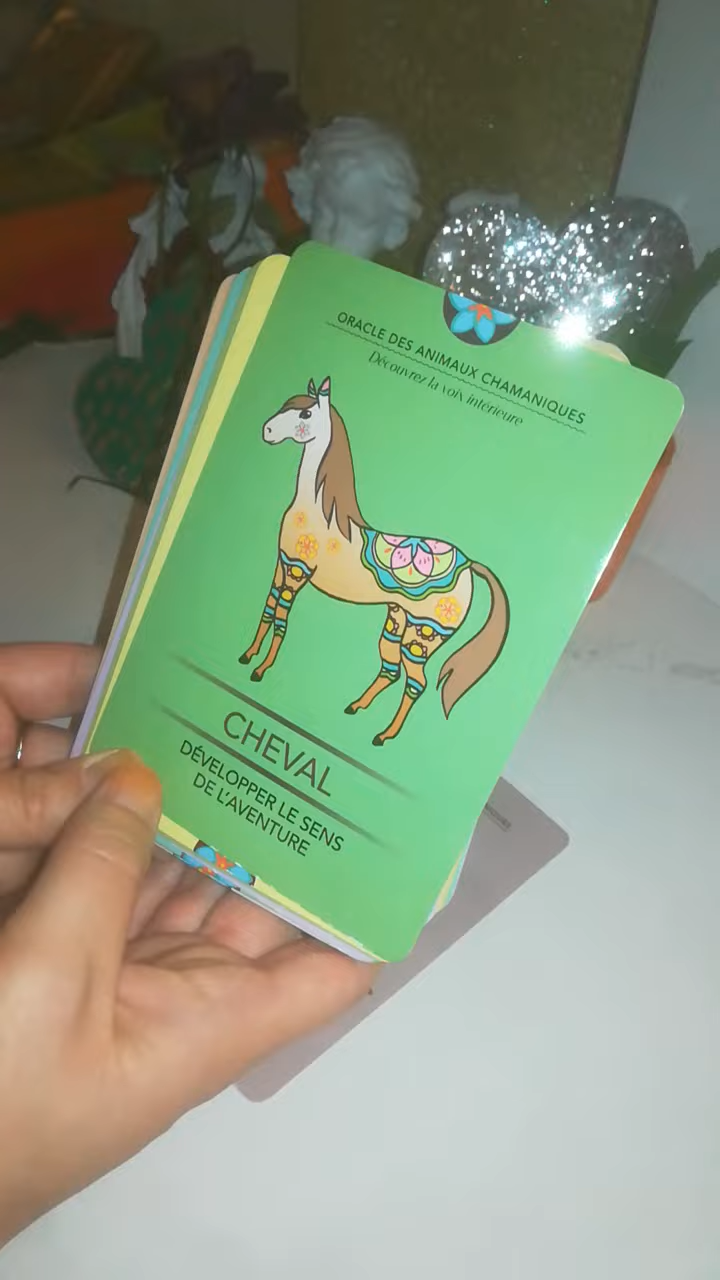 ORACLE DES ANIMAUX CHAMANIQUES
Découvrez la voix intérieure
CHEVAL
DÉVELOPPER LE SENS
DE L'AVENTURE